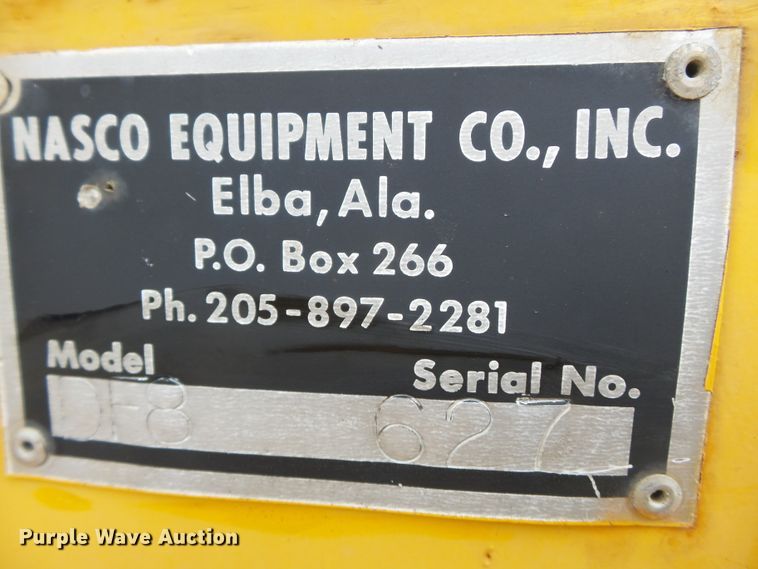 NASCO EQUIPMENT CO., INC.
Elba, Ala.
P.O. Box 266
Ph. 205-897-2281
Model Serial No.
DF8 627
Purple Wave Auction®